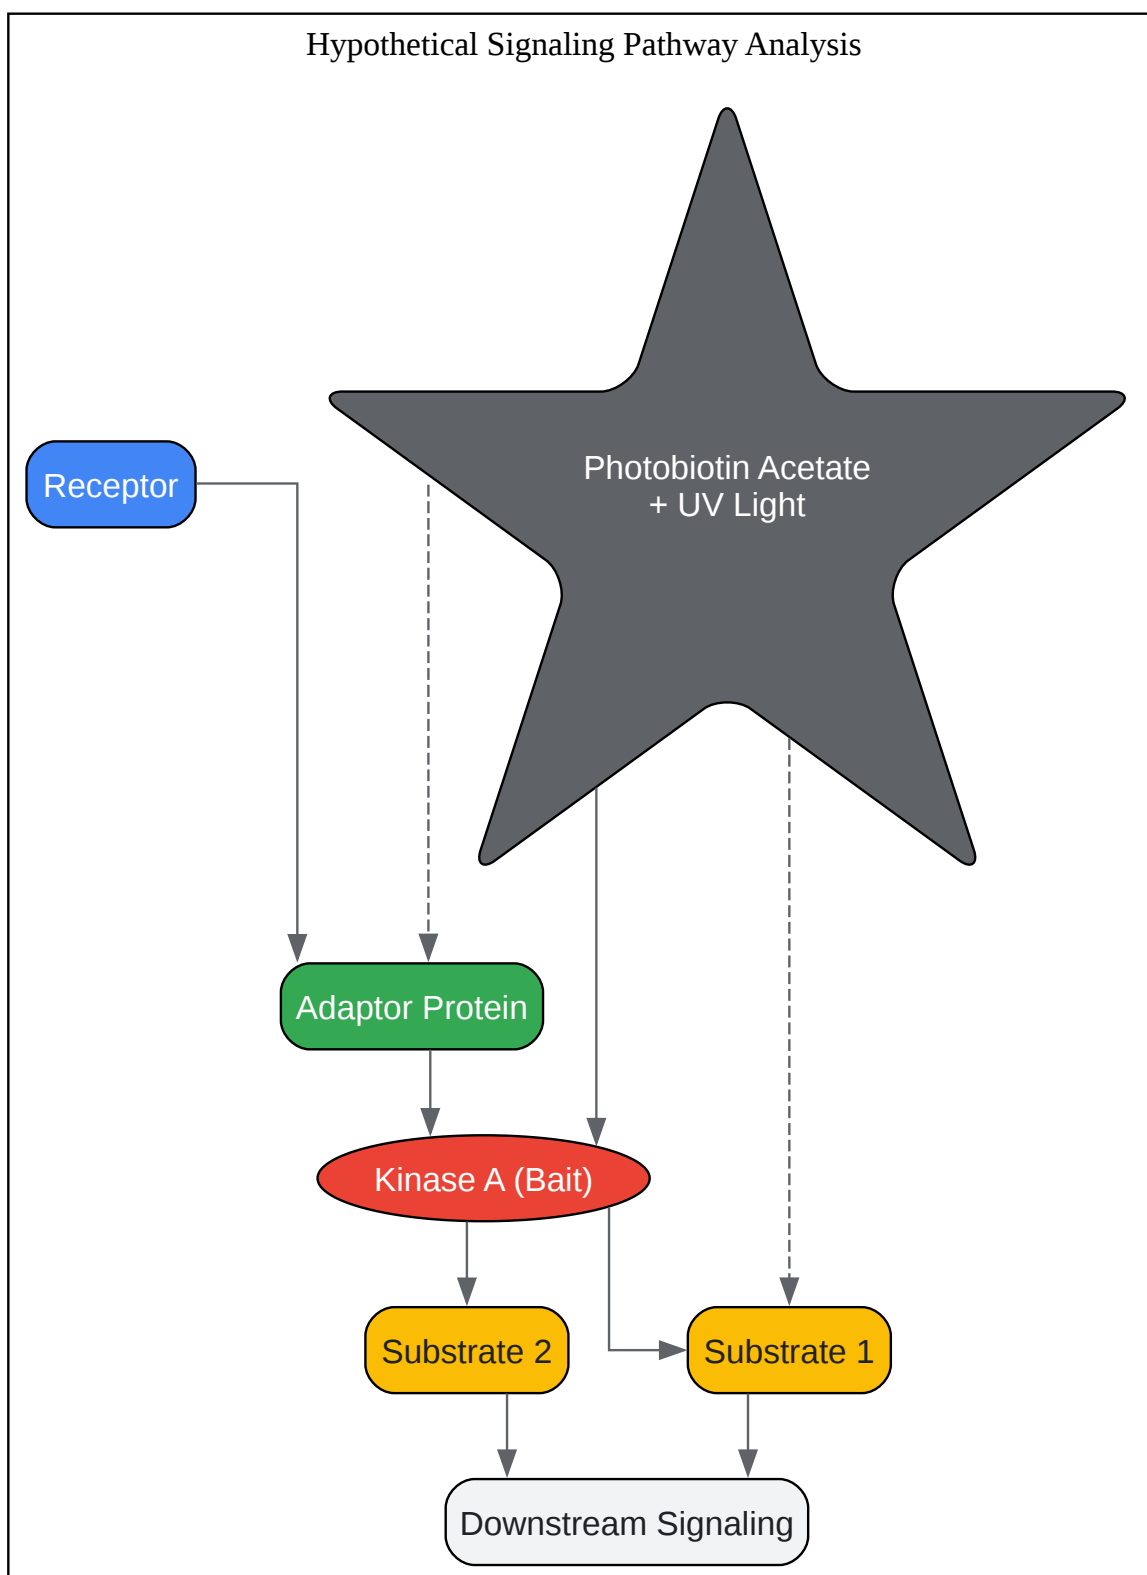 Hypothetical Signaling Pathway Analysis
Photobiotin Acetate
+ UV Light
Receptor
Adaptor Protein
Kinase A (Bait)
Substrate 2
Substrate 1
Downstream Signaling